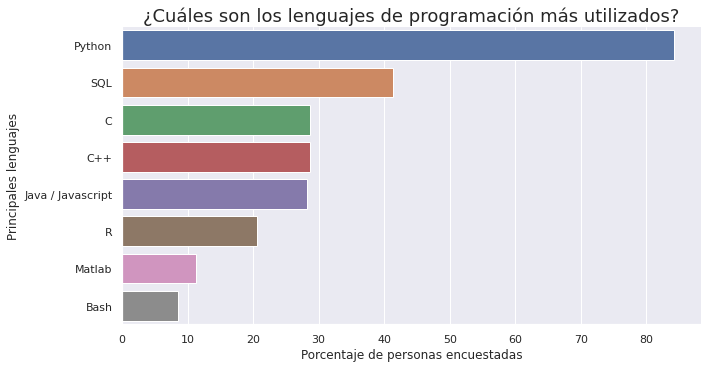 ¿Cuáles son los lenguajes de programación más utilizados?
Principales lenguajes
Python
SQL
C
C++
Java / Javascript
R
Matlab
Bash
0 10 20 30 40 50 60 70 80
Porcentaje de personas encuestadas